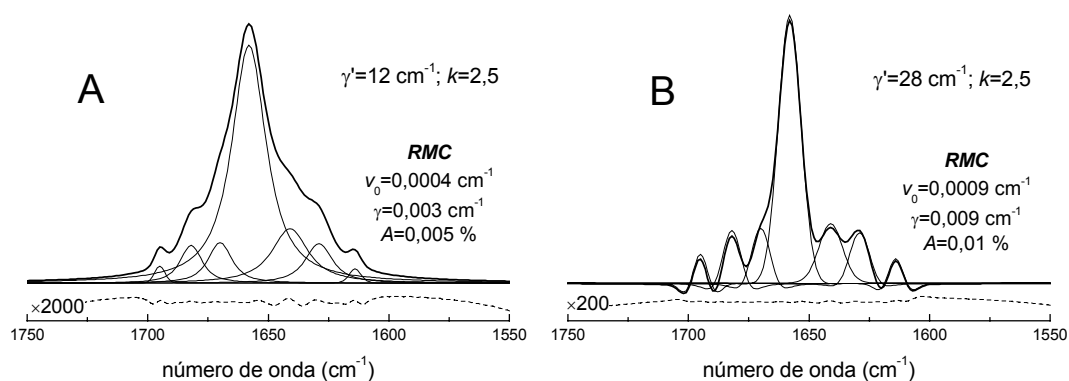 A
γ'=12 cm⁻¹; k=2,5
RMC
ν₀=0,0004 cm⁻¹
γ=0,003 cm⁻¹
A=0,005 %
×2000
1750 1700 1650 1600 1550
número de onda (cm⁻¹)
B
γ'=28 cm⁻¹; k=2,5
RMC
ν₀=0,0009 cm⁻¹
γ=0,009 cm⁻¹
A=0,01 %
×200
1750 1700 1650 1600 1550
número de onda (cm⁻¹)